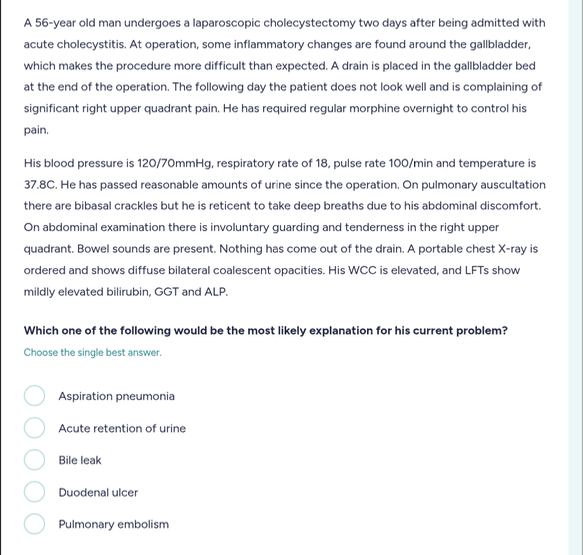 A 56-year old man undergoes a laparoscopic cholecystectomy two days after being admitted with
acute cholecystitis. At operation, some inflammatory changes are found around the gallbladder,
which makes the procedure more difficult than expected. A drain is placed in the gallbladder bed
at the end of the operation. The following day the patient does not look well and is complaining of
significant right upper quadrant pain. He has required regular morphine overnight to control his
pain.
His blood pressure is 120/70mmHg, respiratory rate of 18, pulse rate 100/min and temperature is
37.8C. He has passed reasonable amounts of urine since the operation. On pulmonary auscultation
there are bibasal crackles but he is reticent to take deep breaths due to his abdominal discomfort.
On abdominal examination there is involuntary guarding and tenderness in the right upper
quadrant. Bowel sounds are present. Nothing has come out of the drain. A portable chest X-ray is
ordered and shows diffuse bilateral coalescent opacities. His WCC is elevated, and LFTs show
mildly elevated bilirubin, GGT and ALP.
Which one of the following would be the most likely explanation for his current problem?
Choose the single best answer.
Aspiration pneumonia
Acute retention of urine
Bile leak
Duodenal ulcer
Pulmonary embolism